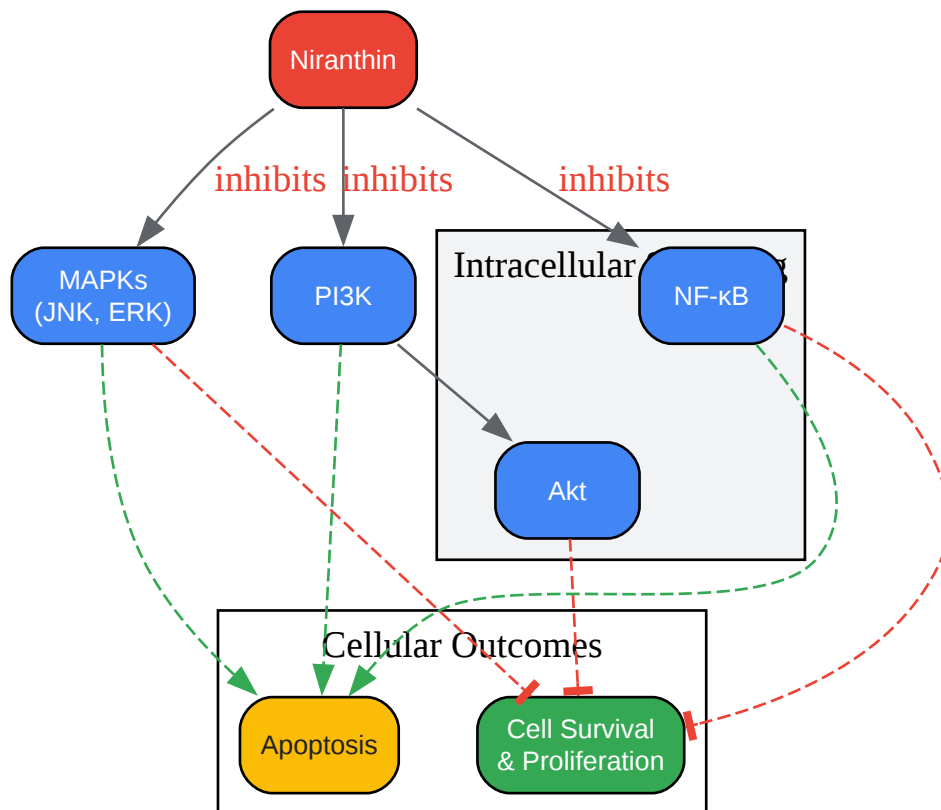 Niranthin
inhibits
inhibits
inhibits
MAPKs
(JNK, ERK)
PI3K
Intracellular
NF-κB
Akt
Cellular Outcomes
Apoptosis
Cell Survival
& Proliferation